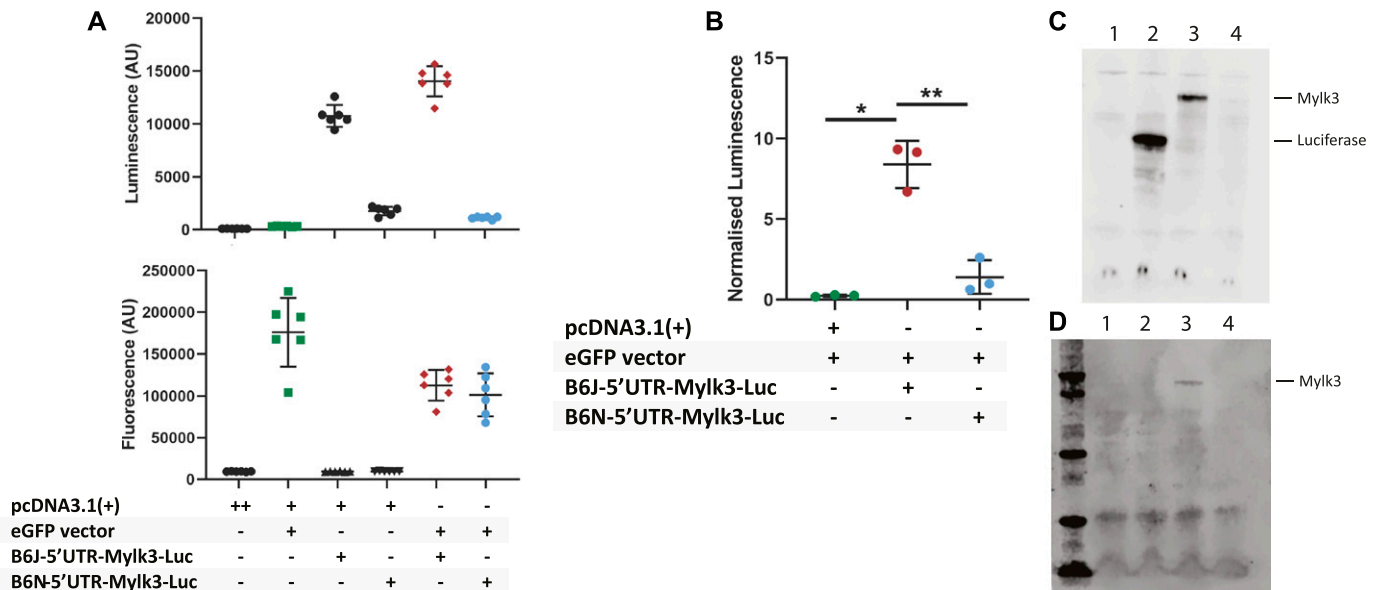 A
Luminescence (AU)
20000
15000
10000
5000
0
Fluorescence (AU)
250000
200000
150000
100000
50000
0
pcDNA3.1(+) ++ + + + - -
eGFP vector - + - - + +
B6J-5’UTR-Mylk3-Luc - - + - + -
B6N-5’UTR-Mylk3-Luc - - - + - +
B
Normalised Luminescence
15
10
5
0
*
**
pcDNA3.1(+) + - -
eGFP vector + + +
B6J-5’UTR-Mylk3-Luc - + -
B6N-5’UTR-Mylk3-Luc - - +
C
1 2 3 4
Mylk3
Luciferase
D
1 2 3 4
Mylk3